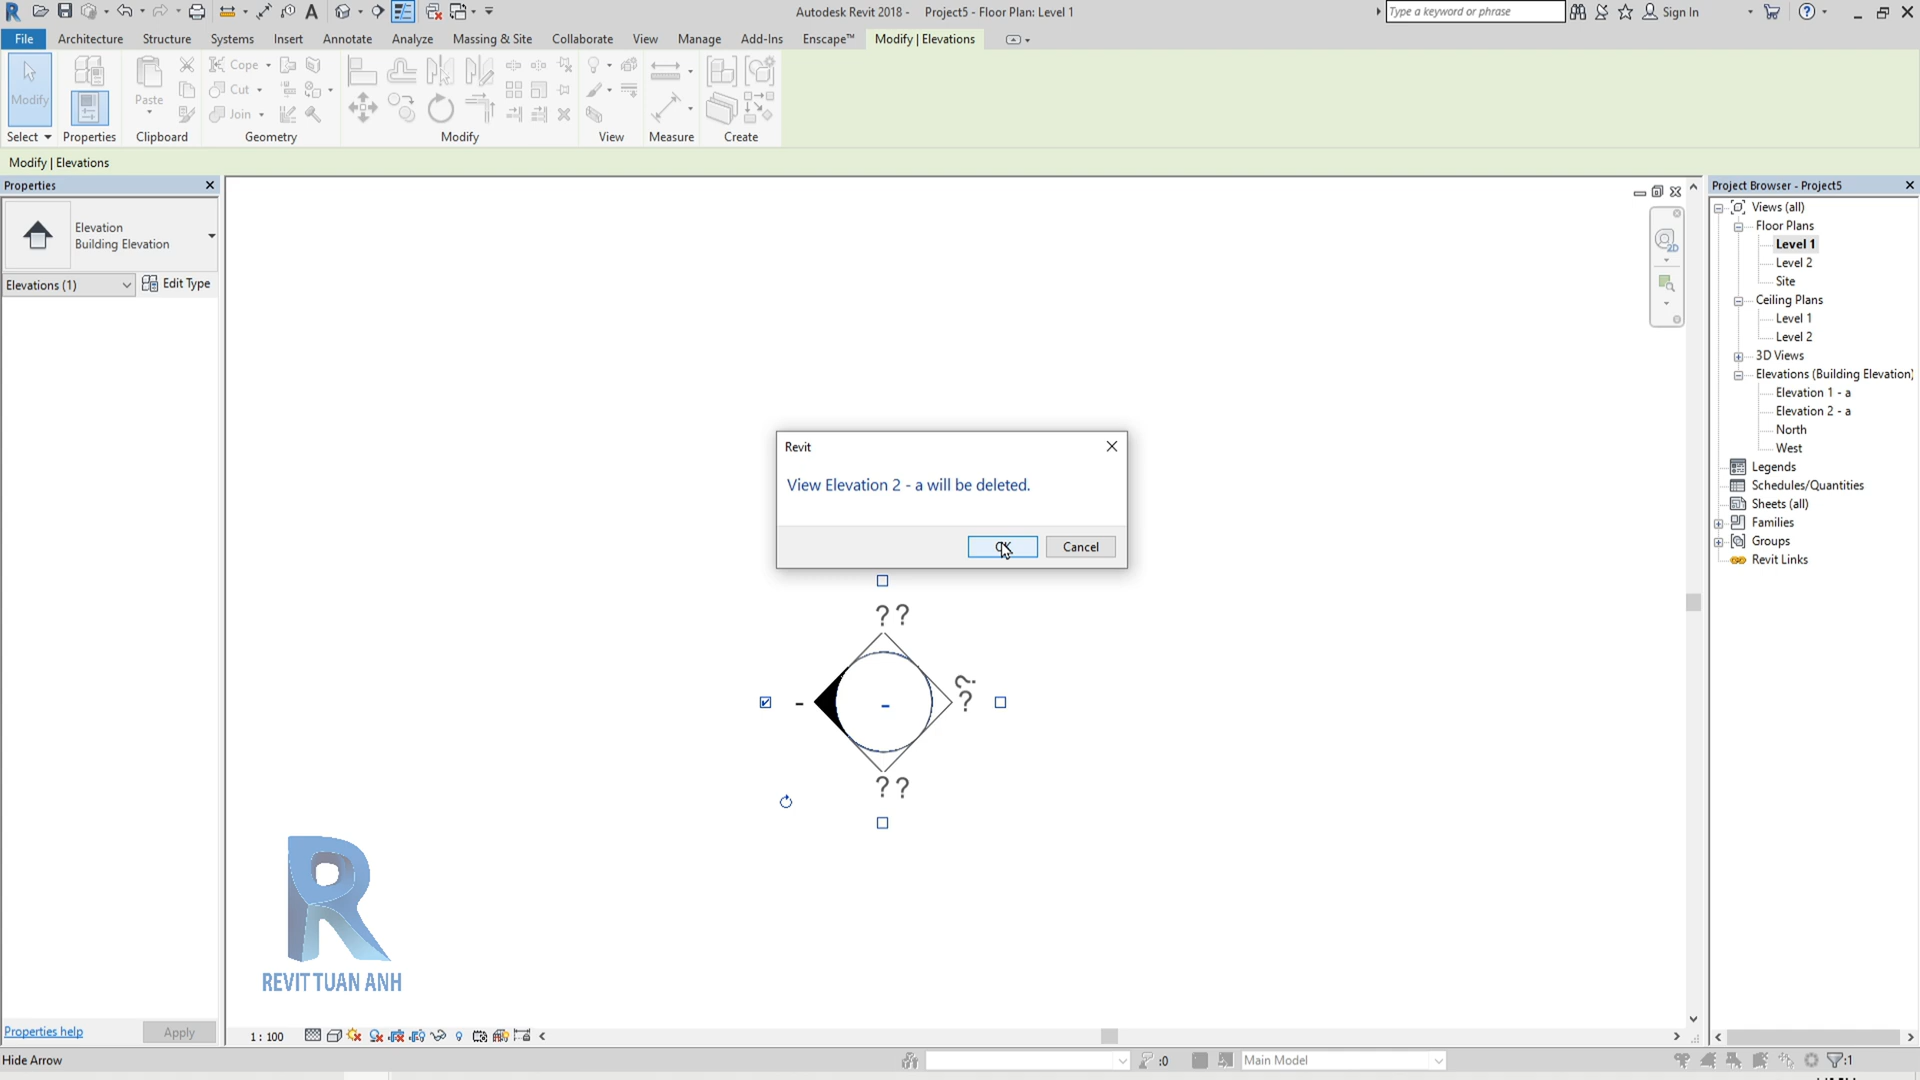 Autodesk Revit 2018 - Project5 - Floor Plan: Level 1
Type a keyword or phrase
Sign In
File Architecture Structure Systems Insert Annotate Analyze Massing & Site Collaborate View Manage Add-Ins Enscape™ Modify | Elevations
Modify
Paste
Cope
Cut
Join
Select Properties Clipboard Geometry Modify View Measure Create
Modify | Elevations
Properties
Elevation
Building Elevation
Elevations (1)
Edit Type
Properties help
Apply
2D
Revit
View Elevation 2 - a will be deleted.
OK
Cancel
? ?
- - ? ?
? ?
REVIT TUAN ANH
1 : 100
Project Browser - Project5
Views (all)
Floor Plans
Level 1
Level 2
Site
Ceiling Plans
Level 1
Level 2
3D Views
Elevations (Building Elevation)
Elevation 1 - a
Elevation 2 - a
North
West
Legends
Schedules/Quantities
Sheets (all)
Families
Groups
Revit Links
Hide Arrow
:0
Main Model
:1